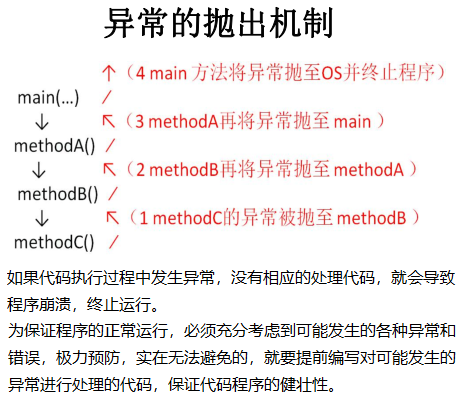 异常的抛出机制
(4 main 方法将异常抛至OS并终止程序)
main(...)
(3 methodA再将异常抛至 main )
methodA()
(2 methodB再将异常抛至 methodA )
methodB()
(1 methodC的异常被抛至 methodB )
methodC()
如果代码执行过程中发生异常，没有相应的处理代码，就会导致
程序崩溃，终止运行。
为保证程序的正常运行，必须充分考虑到可能发生的各种异常和
错误，极力预防，实在无法避免的，就要提前编写对可能发生的
异常进行处理的代码，保证代码程序的健壮性。